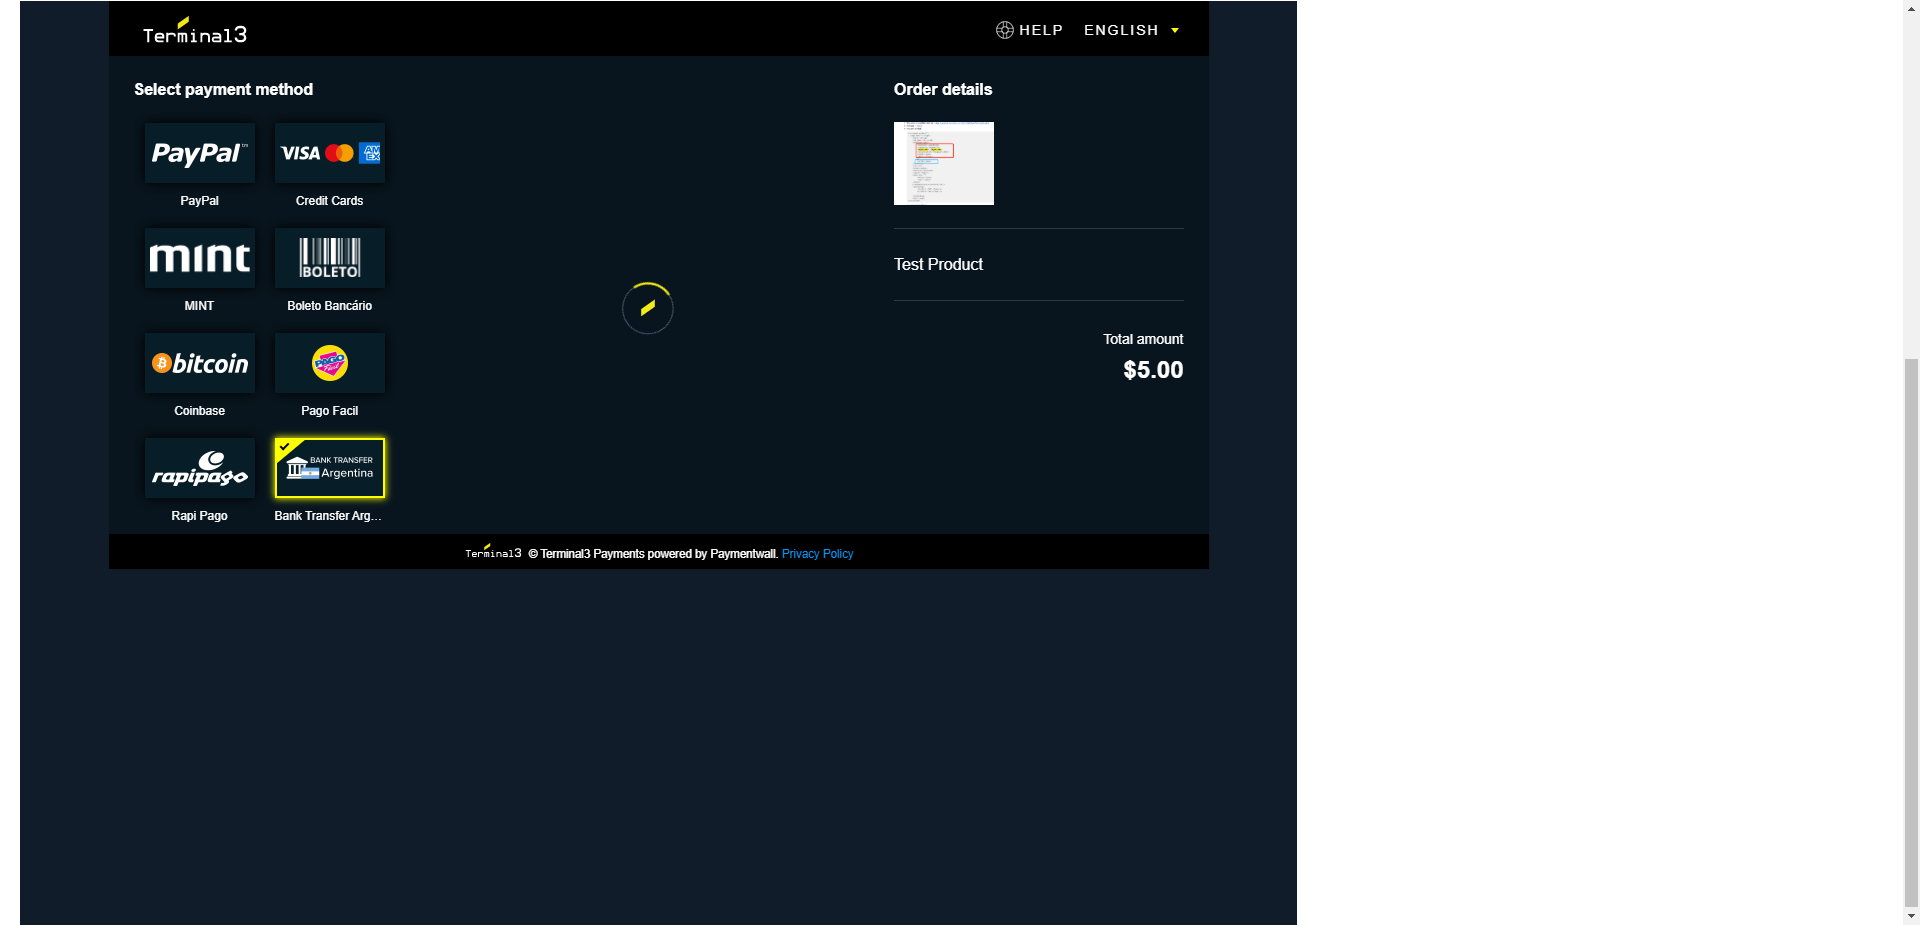 Terminal3
HELP
ENGLISH
Select payment method
Order details
PayPal™
VISA
AM
EX
PayPal
Credit Cards
mint
BOLETO
Test Product
MINT
Boleto Bancário
Total amount
$5.00
bitcoin
PAGO
Fácil
Coinbase
Pago Facil
rapipago
BANK TRANSFER
Argentina
Rapi Pago
Bank Transfer Arg...
Terminal3 © Terminal3 Payments powered by Paymentwall. Privacy Policy